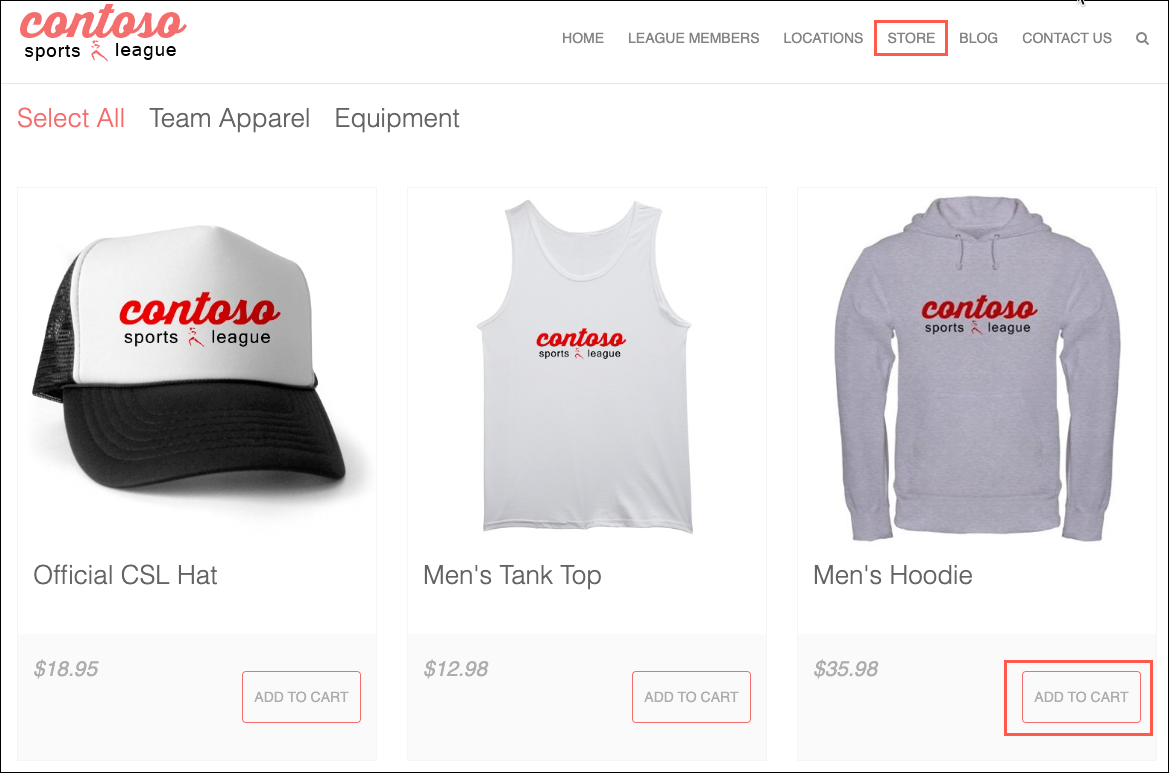 contoso
sports league
HOME LEAGUE MEMBERS LOCATIONS STORE BLOG CONTACT US
Select All Team Apparel Equipment
contoso
sports league
contoso
sports league
contoso
sports league
Official CSL Hat
Men's Tank Top
Men's Hoodie
$18.95
ADD TO CART
$12.98
ADD TO CART
$35.98
ADD TO CART